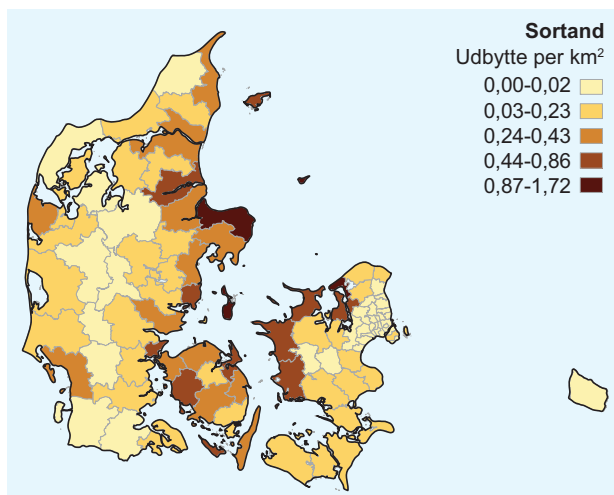 Sortand
Udbytte per km²
0,00-0,02
0,03-0,23
0,24-0,43
0,44-0,86
0,87-1,72